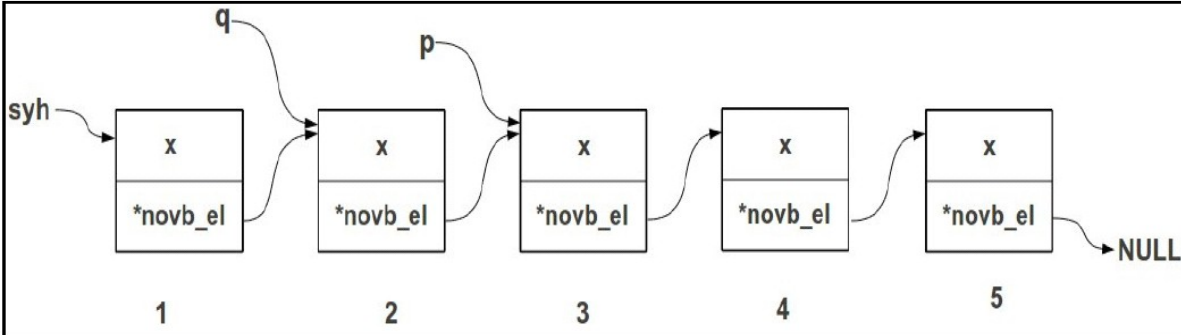 q
p
syh
x x x x x
*novb_el *novb_el *novb_el *novb_el *novb_el
NULL
1 2 3 4 5